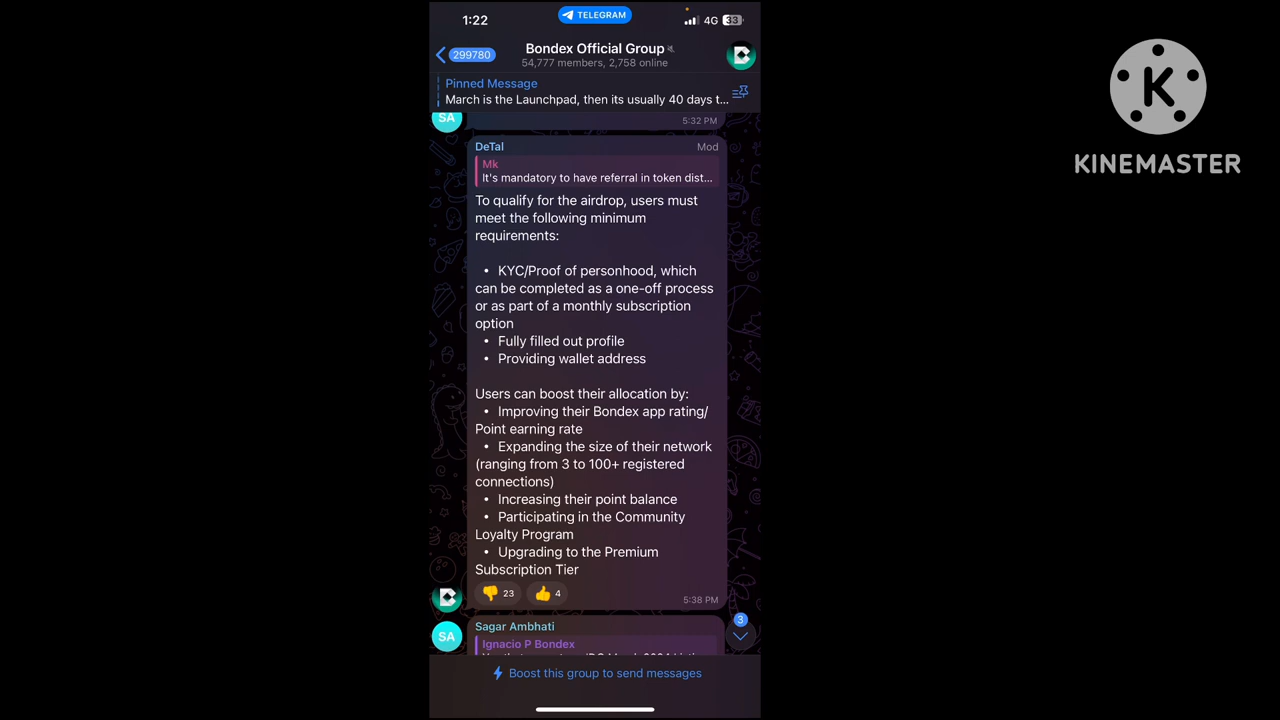 1:22
TELEGRAM
4G
33
299780
Bondex Official Group
54,777 members, 2,758 online
Pinned Message
March is the Launchpad, then its usually 40 days t...
SA
5:32 PM
DeTal
Mod
Mk
It's mandatory to have referral in token dist...
To qualify for the airdrop, users must
meet the following minimum
requirements:
• KYC/Proof of personhood, which
can be completed as a one-off process
or as part of a monthly subscription
option
• Fully filled out profile
• Providing wallet address
Users can boost their allocation by:
• Improving their Bondex app rating/
Point earning rate
• Expanding the size of their network
(ranging from 3 to 100+ registered
connections)
• Increasing their point balance
• Participating in the Community
Loyalty Program
• Upgrading to the Premium
Subscription Tier
23
4
5:38 PM
SA
Sagar Ambhati
Ignacio P Bondex
3
Boost this group to send messages
K
KINEMASTER